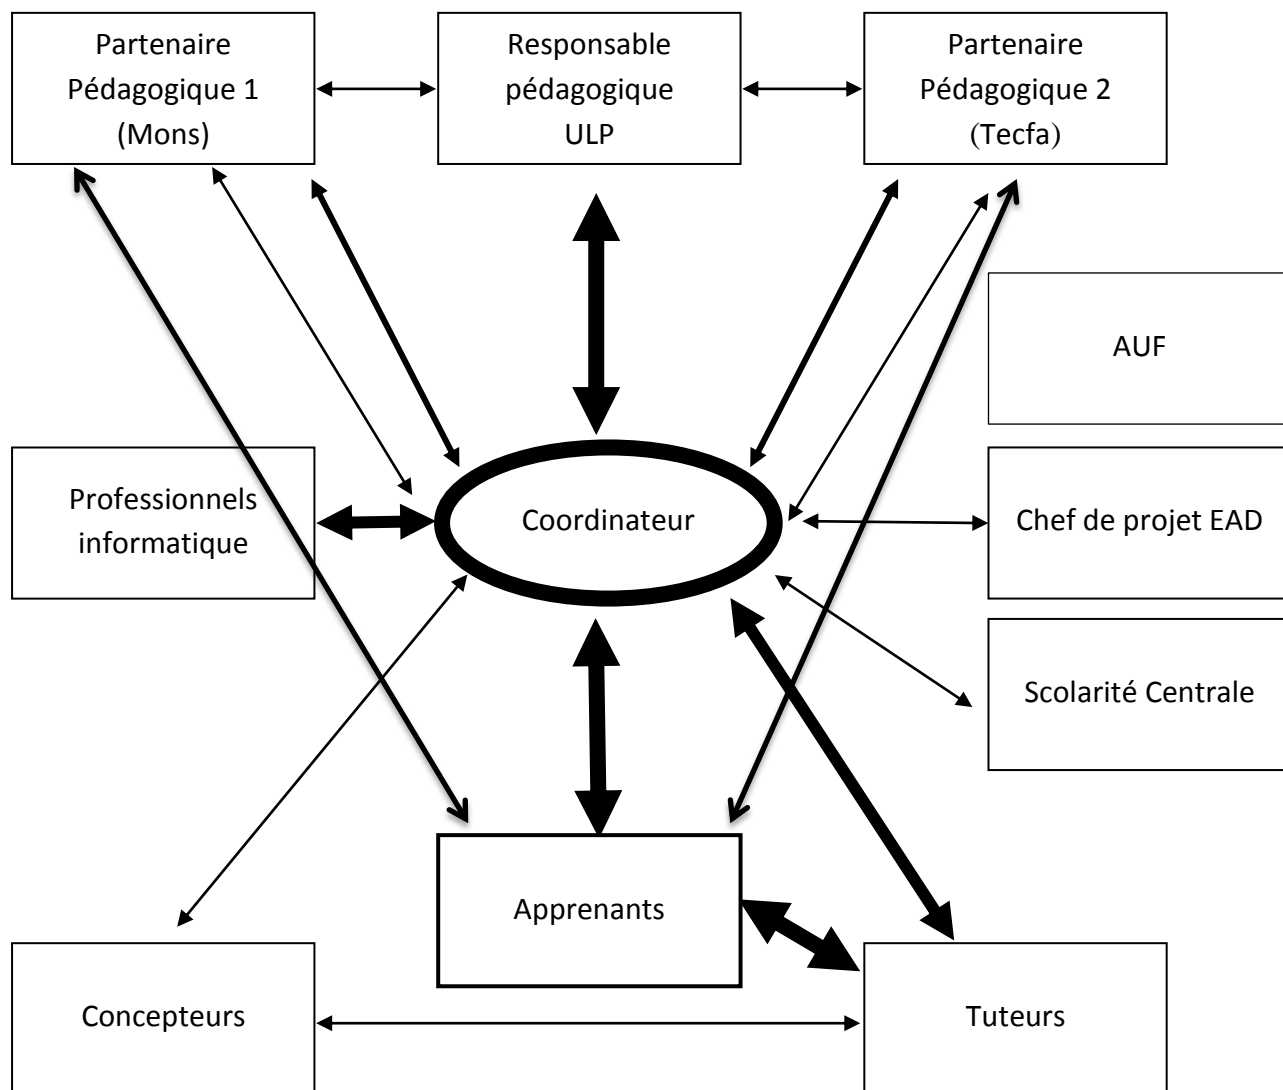 Partenaire
Pédagogique 1
(Mons)
Responsable
pédagogique
ULP
Partenaire
Pédagogique 2
(Tecfa)
AUF
Professionnels
informatique
Coordinateur
Chef de projet EAD
Scolarité Centrale
Apprenants
Concepteurs
Tuteurs